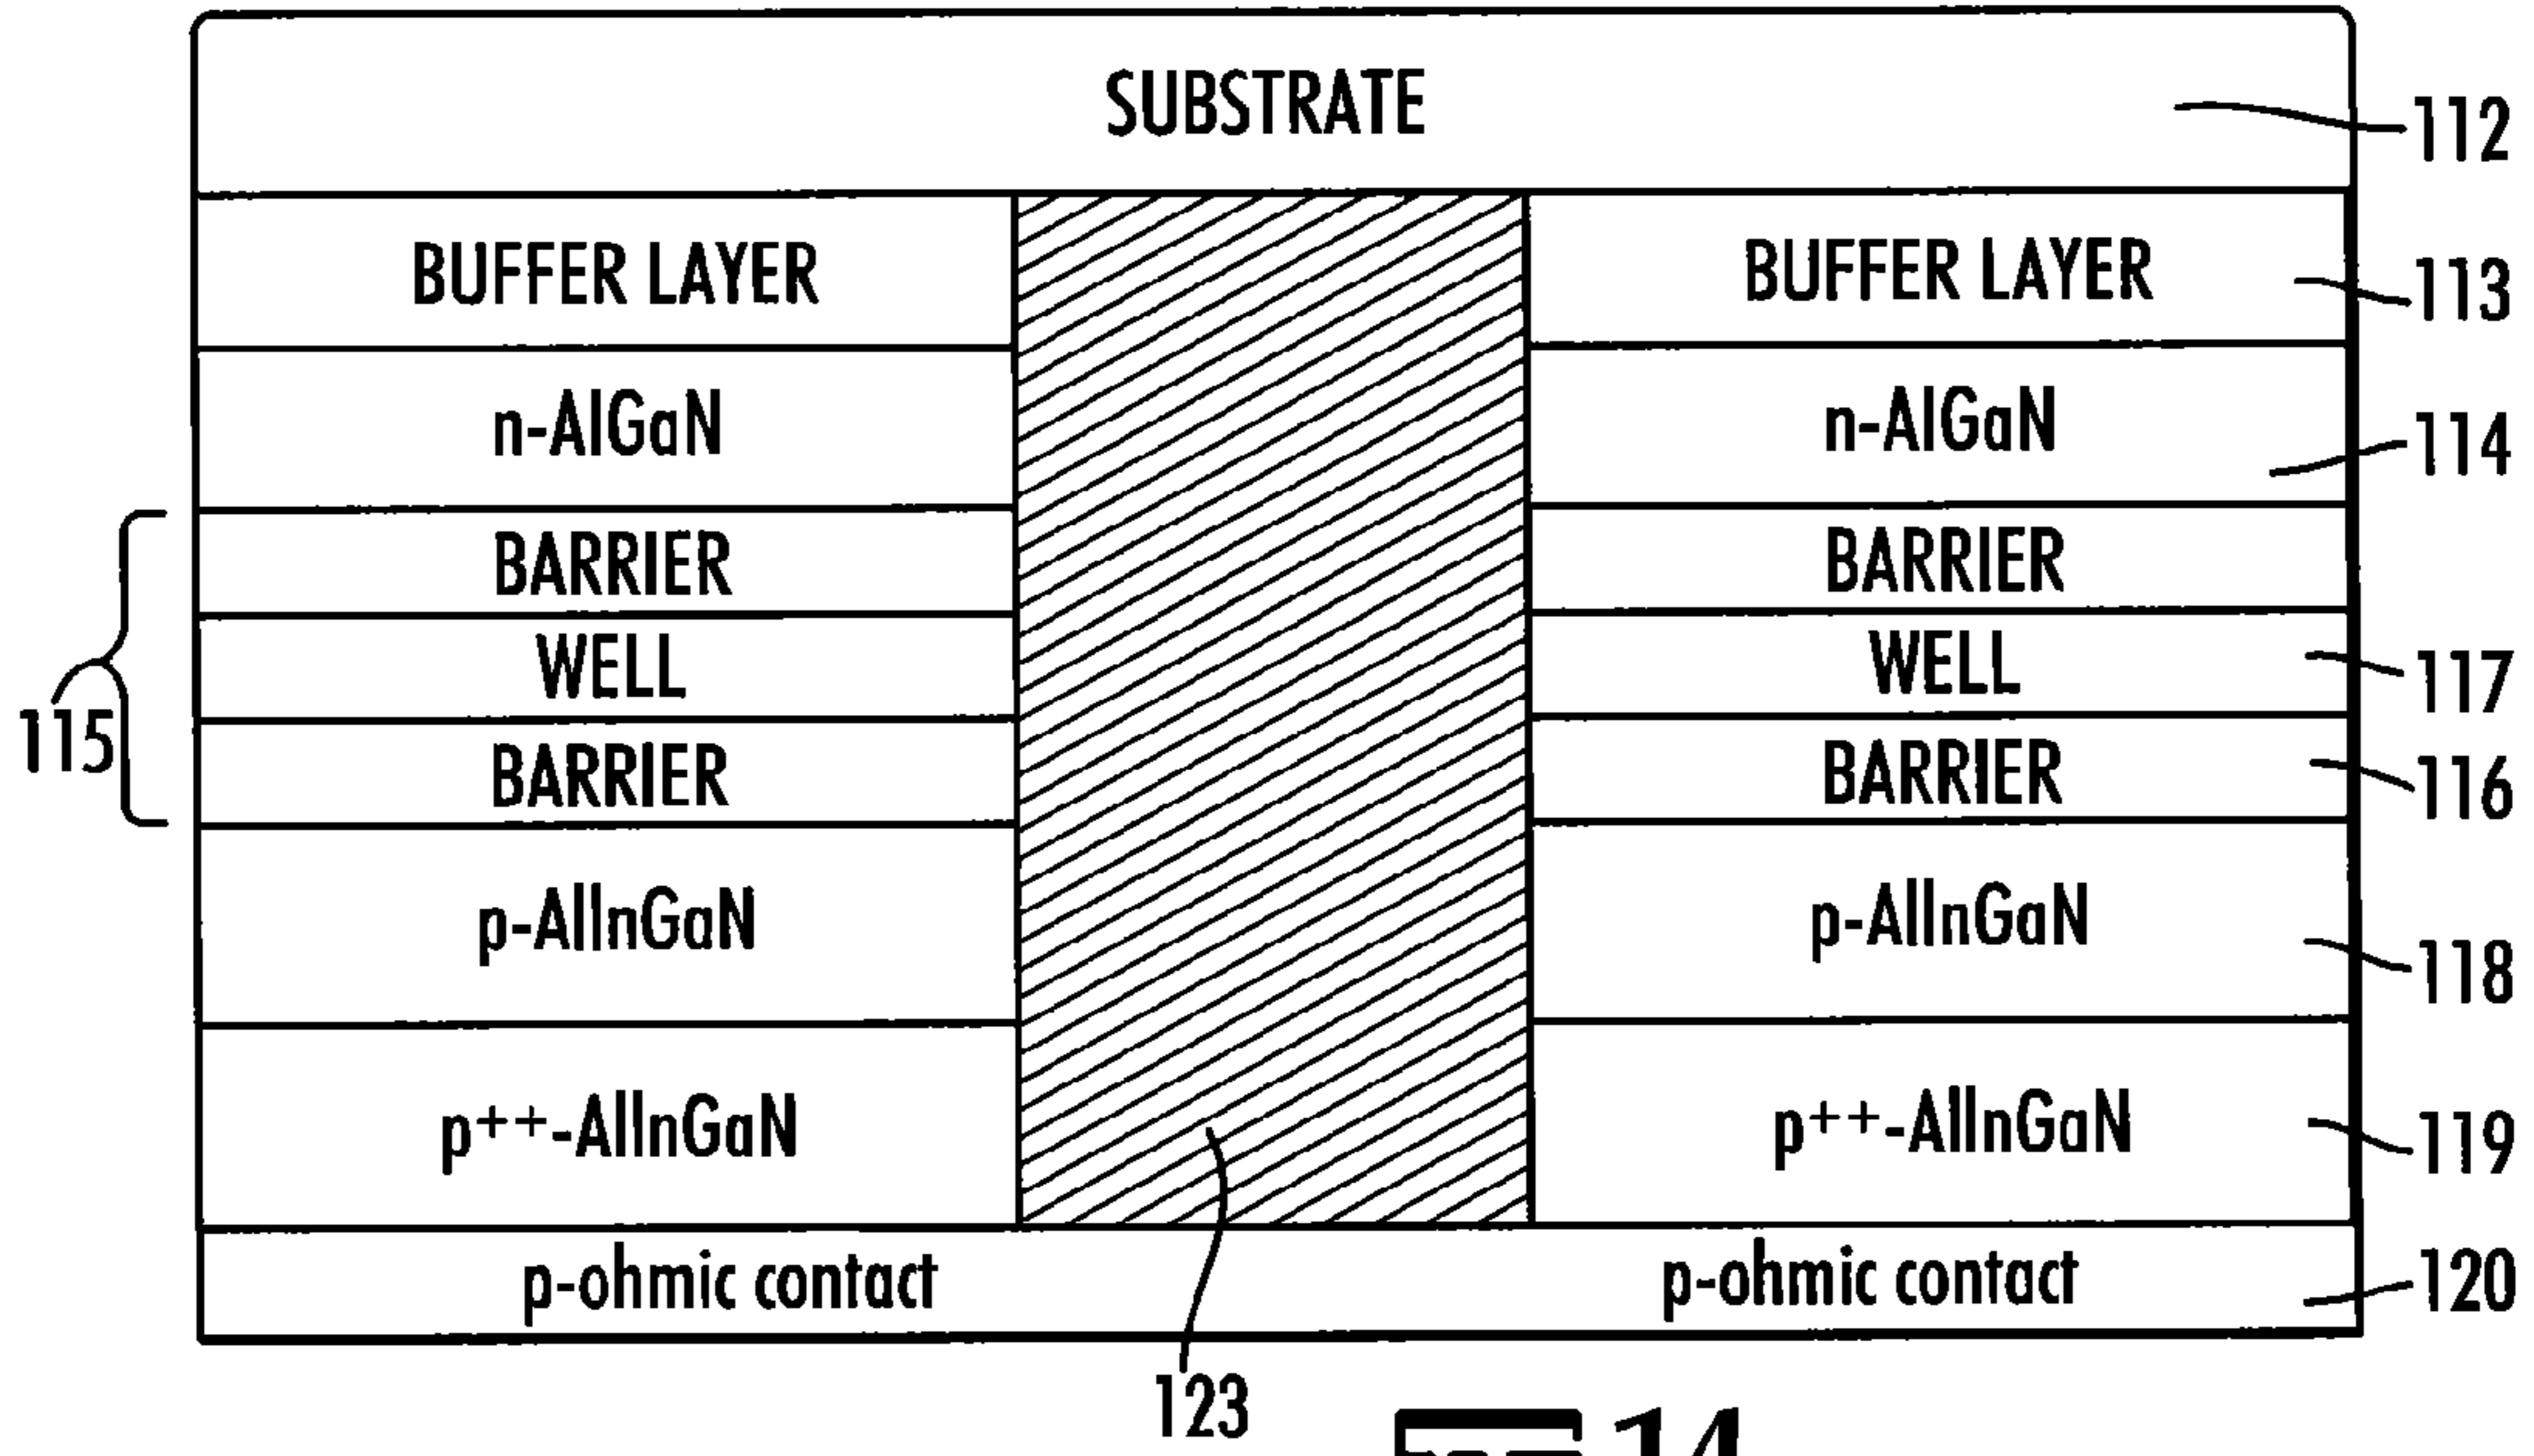 SUBSTRATE
112
BUFFER LAYER BUFFER LAYER 113
n-AlGaN n-AlGaN 114
BARRIER BARRIER
WELL WELL 117
115
BARRIER BARRIER 116
p-AlInGaN p-AlInGaN 118
p++-AlInGaN p++-AlInGaN 119
p-ohmic contact p-ohmic contact 120
123
14